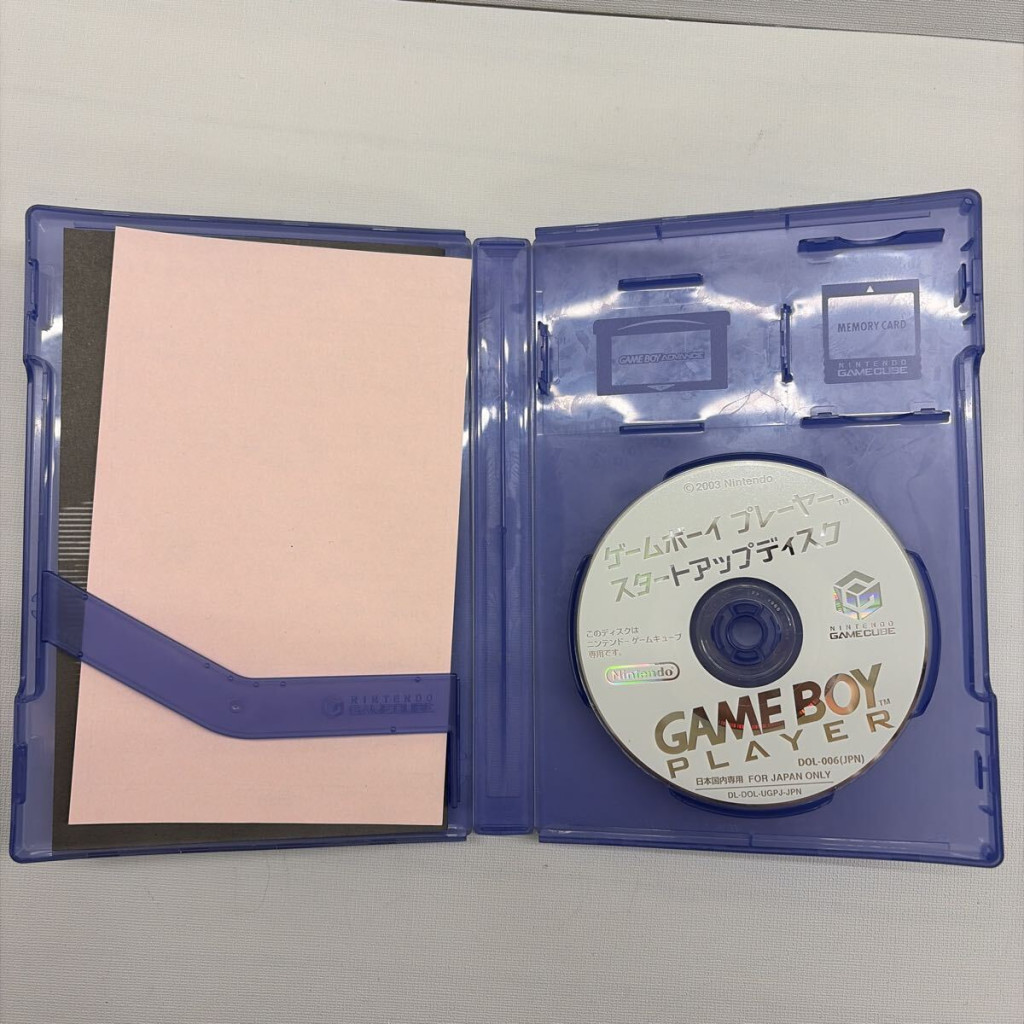 GAME BOY ADVANCE
MEMORY CARD
NINTENDO
GAMECUBE
© 2003 Nintendo
ゲームボーイ プレーヤー™
スタートアップディスク
このディスクは
ニンテンドーゲームキューブ
専用です。
Nintendo
NINTENDO
GAMECUBE
GAME BOY™
PLAYER
DOL-006(JPN)
日本国内専用 FOR JAPAN ONLY
DL-DOL-UGPJ-JPN
NINTENDO
GAMECUBE